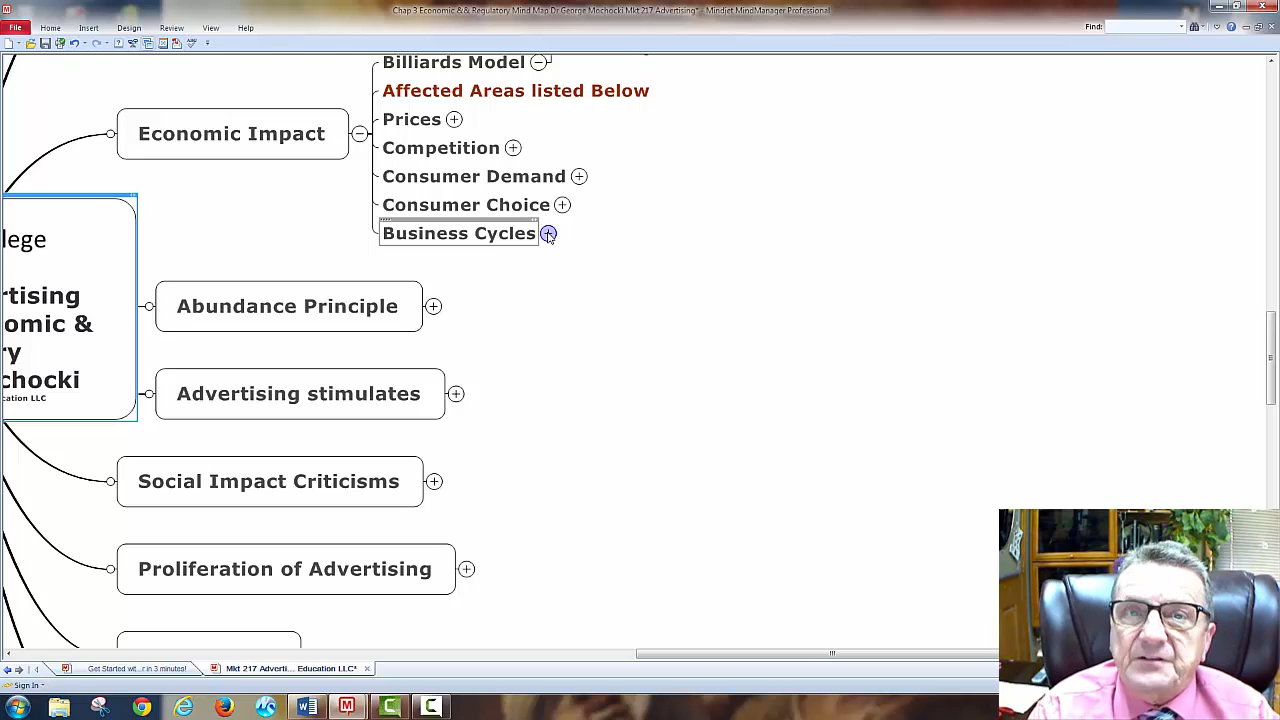 Chap 3 Economic & & Regulatory Mind Map Dr George Mochocki Mkt 217 Advertising* - Mindjet MindManager Professional
File Home Insert Design Review View Help
Find:
Billiards Model
Affected Areas listed Below
Economic Impact
Prices
Competition
Consumer Demand
Consumer Choice
Business Cycles
lege
rtising
omic &
ry
chocki
cation LLC
Abundance Principle
Advertising stimulates
Social Impact Criticisms
Proliferation of Advertising
Get Started wit...r in 3 minutes!
Mkt 217 Adverti... Education LLC*
Sign In